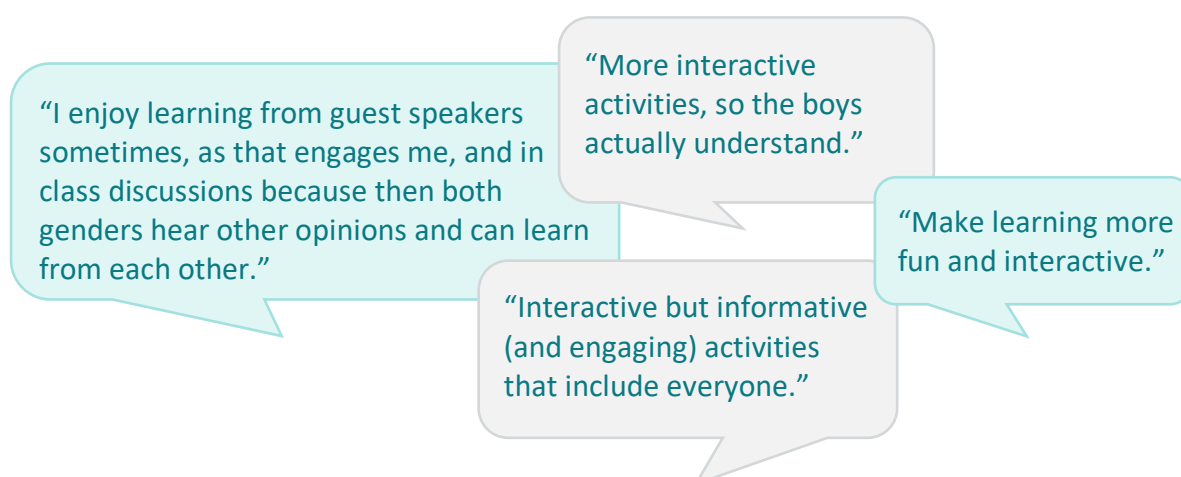 “I enjoy learning from guest speakers
sometimes, as that engages me, and in
class discussions because then both
genders hear other opinions and can learn
from each other.”
“More interactive
activities, so the boys
actually understand.”
“Make learning more
fun and interactive.”
“Interactive but informative
(and engaging) activities
that include everyone.”